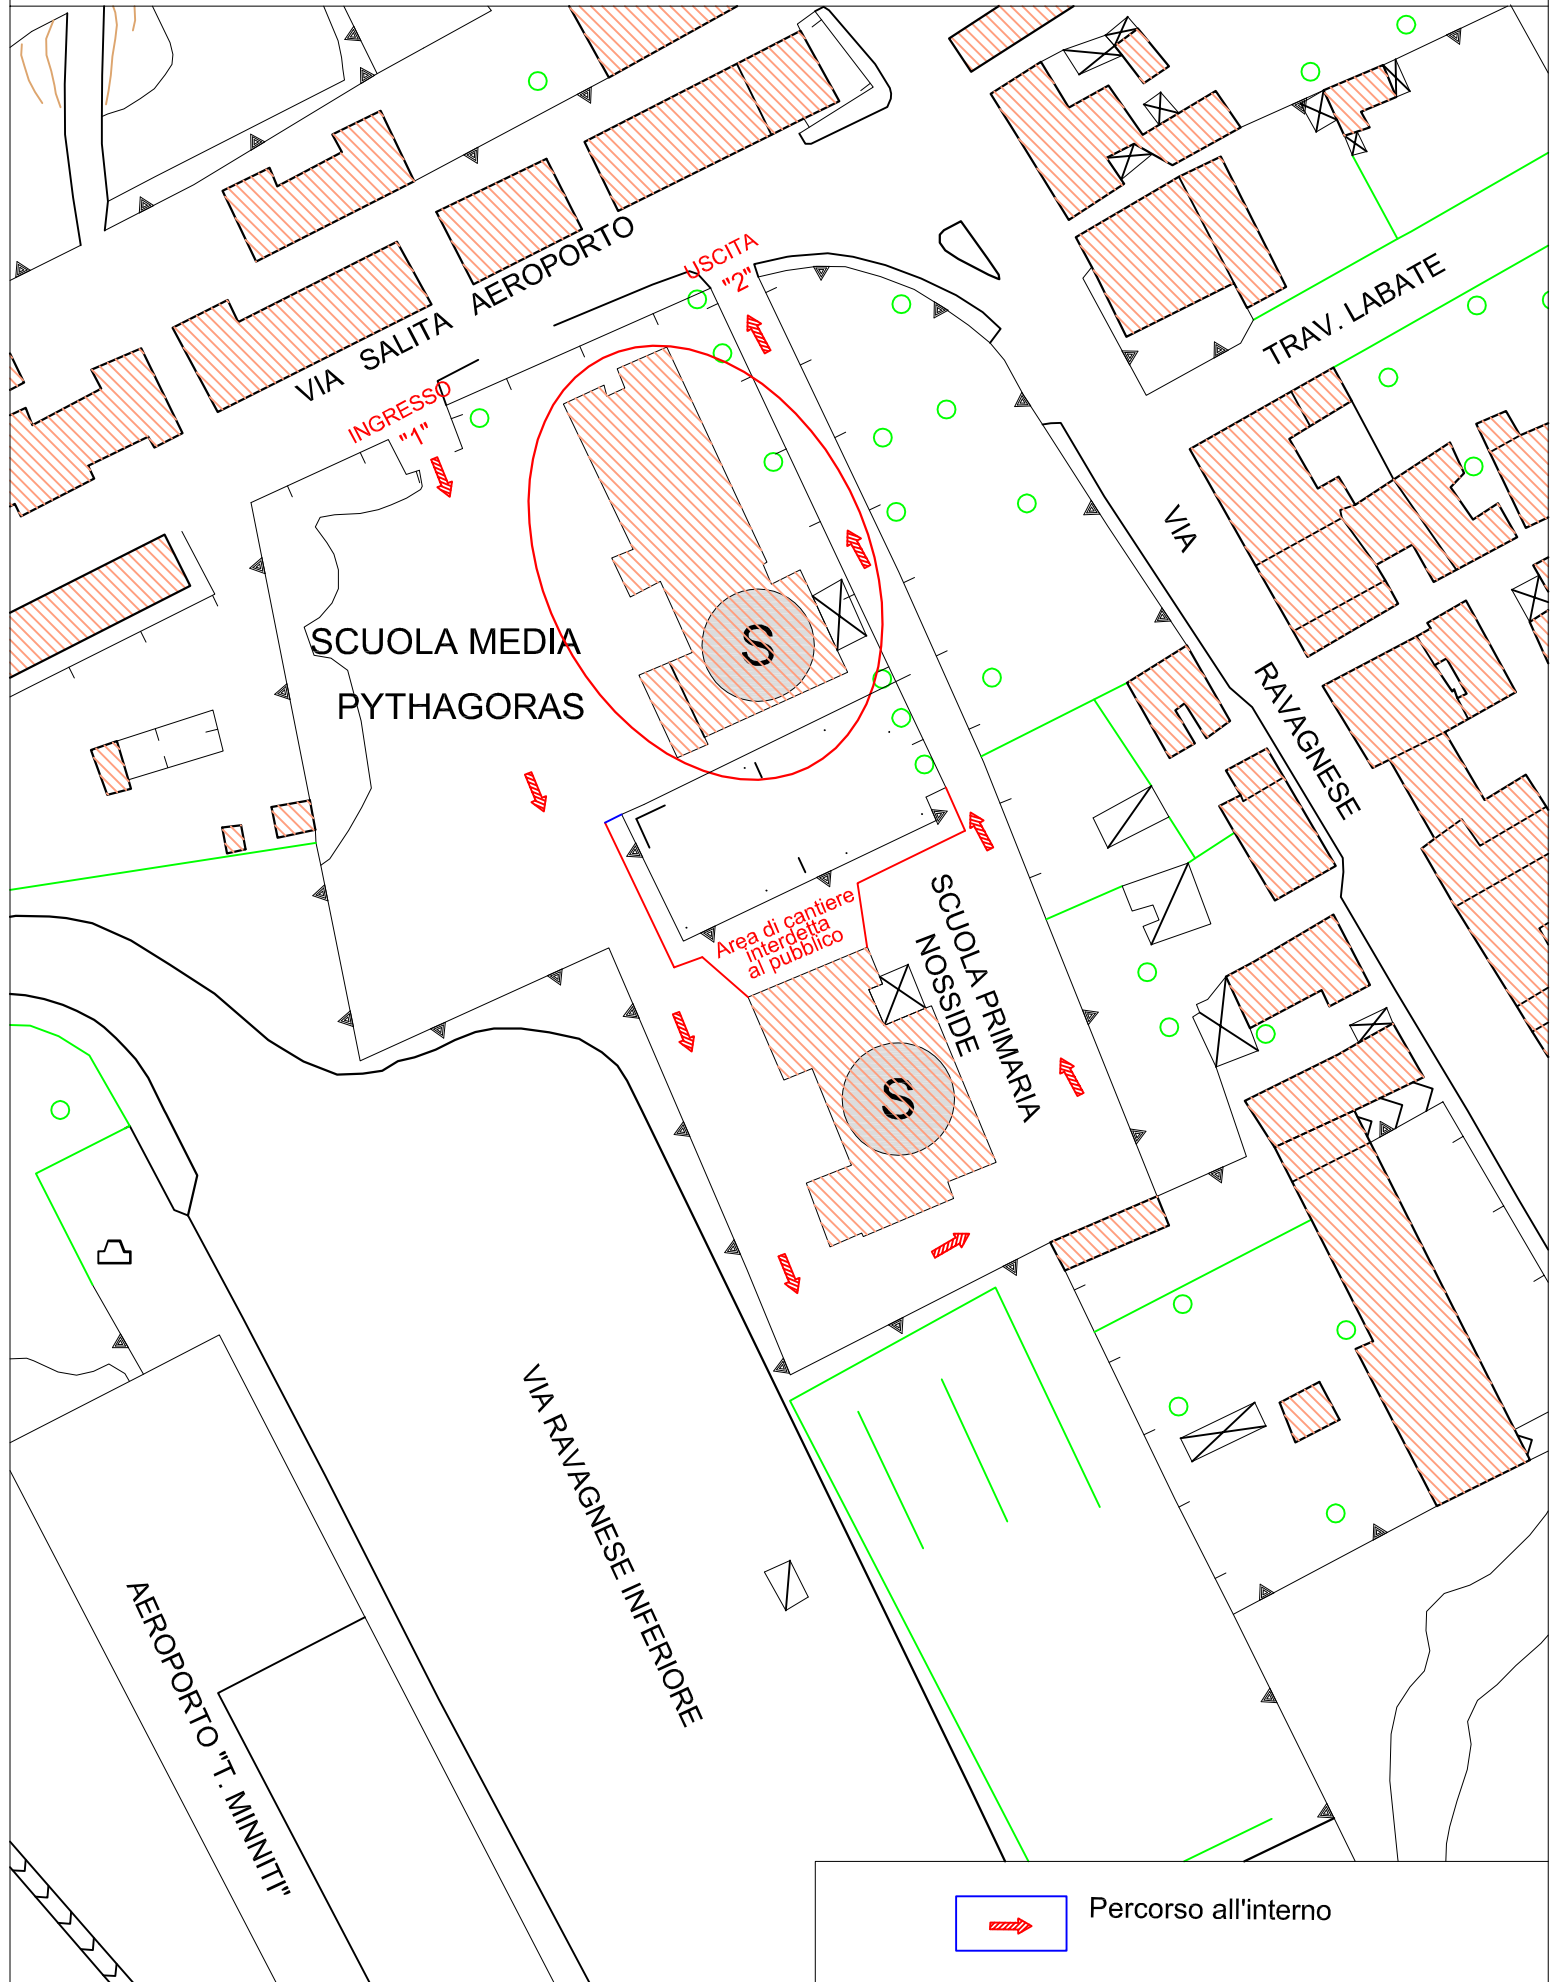 VIA SALITA AEROPORTO
USCITA
"2"
INGRESSO
"1"
TRAV. LABATE
VIA
RAVAGNESE
SCUOLA MEDIA
PYTHAGORAS
S
Area di cantiere
interdetta
al pubblico
SCUOLA PRIMARIA
NOSSIDE
S
VIA RAVAGNESE INFERIORE
AEROPORTO "T. MINNITI"
Percorso all'interno